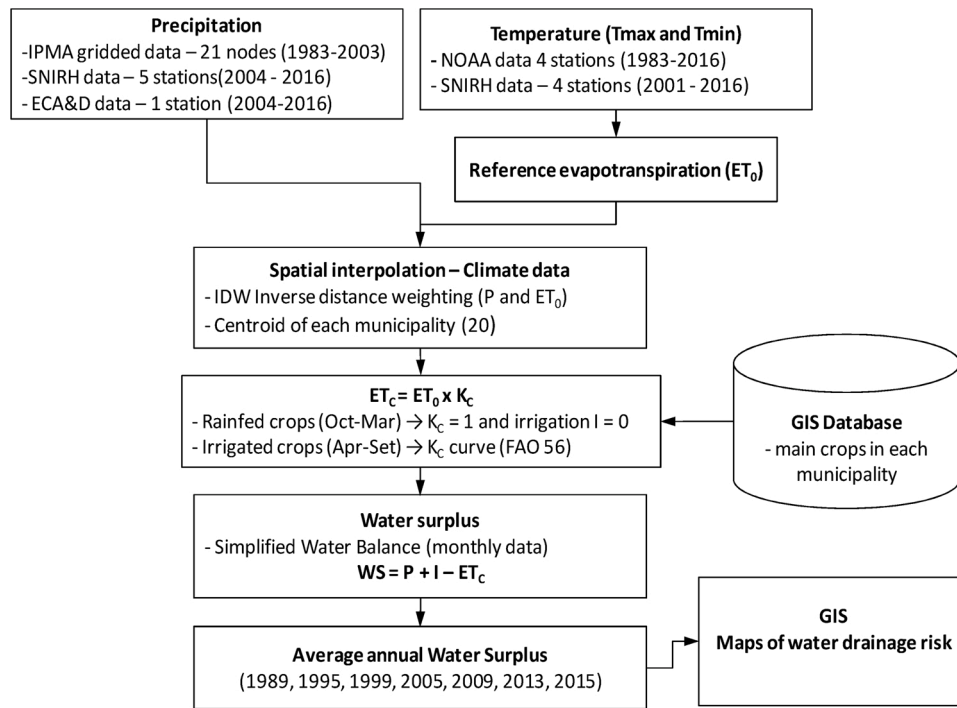 Precipitation
-IPMA gridded data – 21 nodes (1983-2003)
-SNIRH data – 5 stations(2004 - 2016)
- ECA&D data – 1 station (2004-2016)
Temperature (Tmax and Tmin)
- NOAA data 4 stations (1983-2016)
- SNIRH data – 4 stations (2001 - 2016)
Reference evapotranspiration (ET₀)
Spatial interpolation – Climate data
- IDW Inverse distance weighting (P and ET₀)
- Centroid of each municipality (20)
ET_C = ET₀ x K_C
- Rainfed crops (Oct-Mar) → K_C = 1 and irrigation I = 0
- Irrigated crops (Apr-Set) → K_C curve (FAO 56)
GIS Database
- main crops in each
municipality
Water surplus
- Simplified Water Balance (monthly data)
WS = P + I – ET_C
Average annual Water Surplus
(1989, 1995, 1999, 2005, 2009, 2013, 2015)
GIS
Maps of water drainage risk